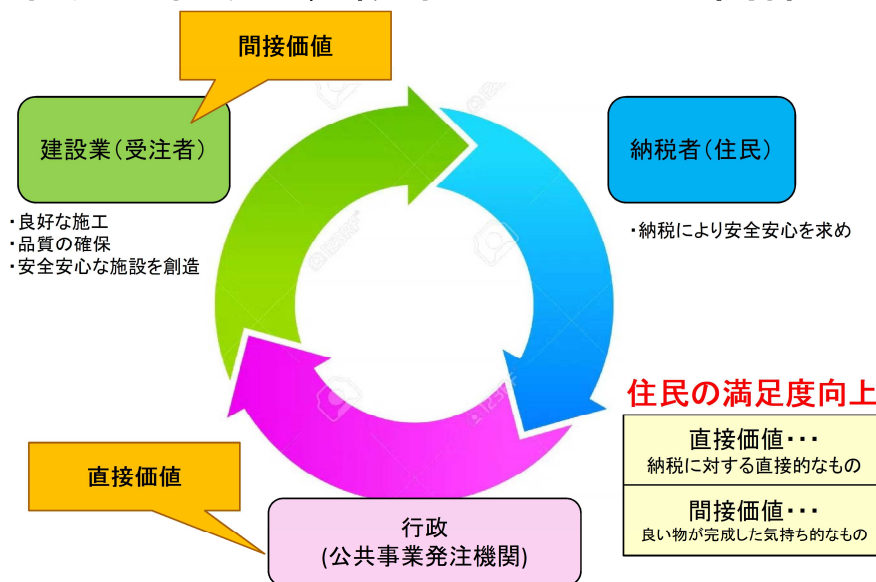 間接価値
建設業(受注者)
納税者(住民)
・良好な施工
・品質の確保
・安全安心な施設を創造
・納税により安全安心を求め
住民の満足度向上
直接価値・・・
納税に対する直接的なもの
間接価値・・・
良い物が完成した気持ち的なもの
直接価値
行政
(公共事業発注機関)